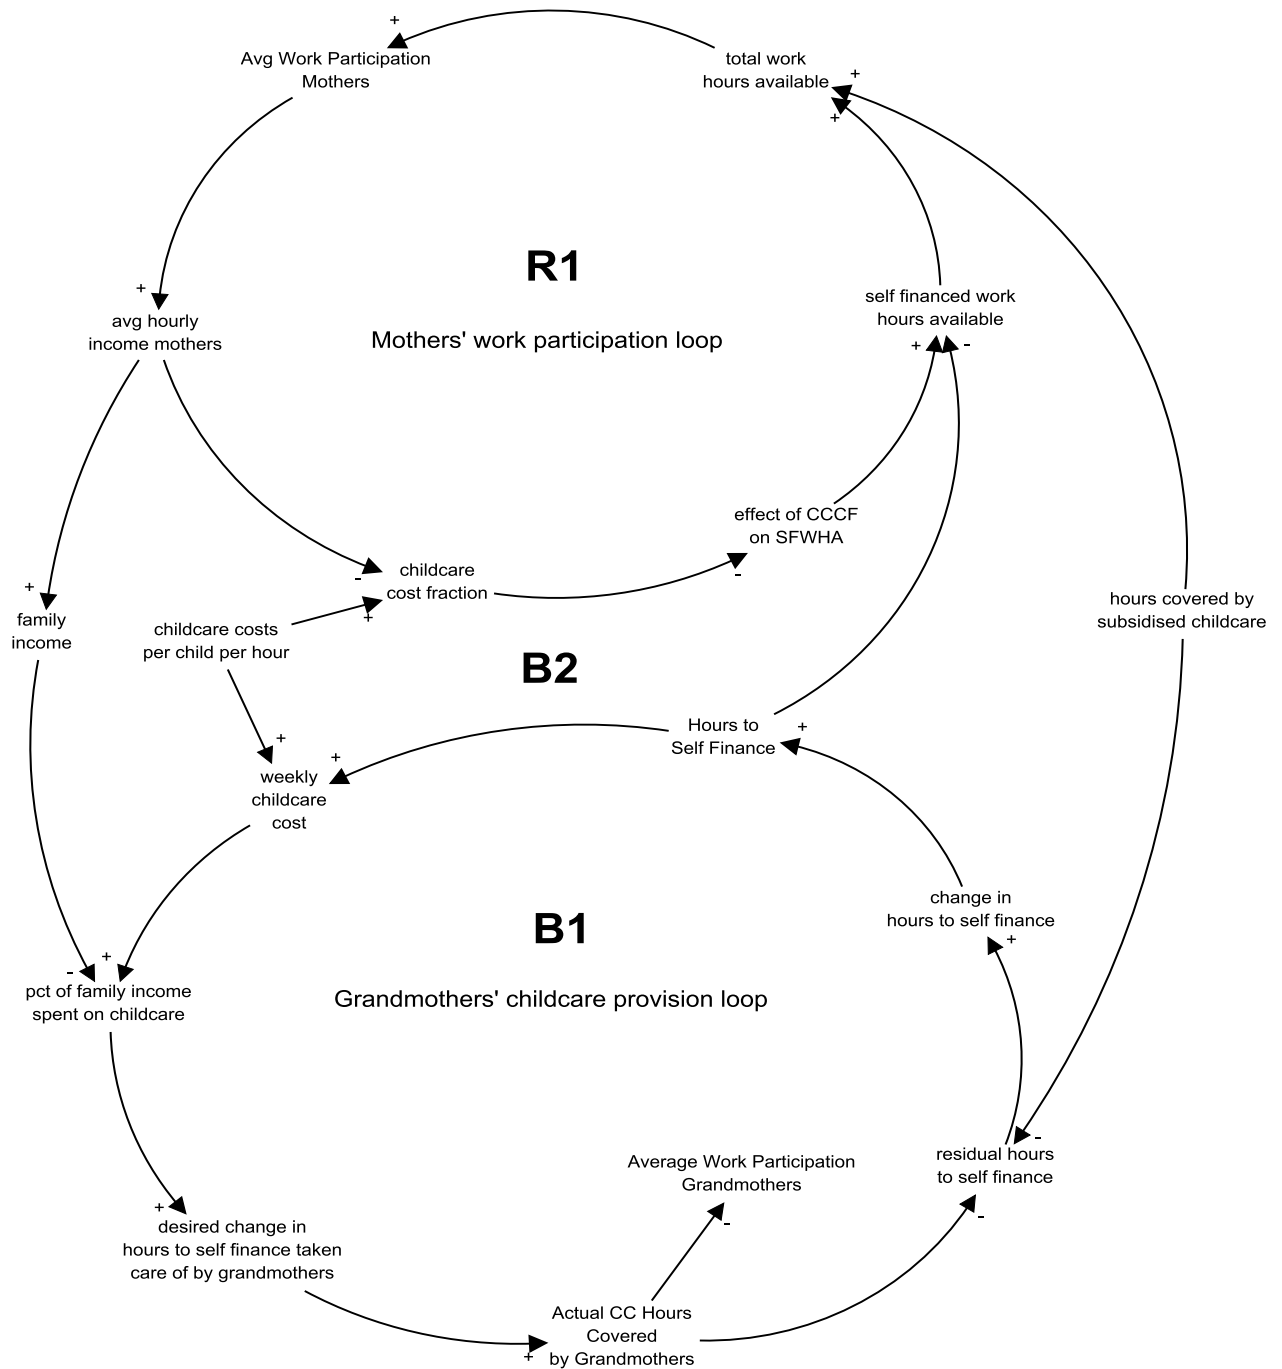 +
Avg Work Participation
Mothers
total work
hours available
+
+
R1
Mothers' work participation loop
+
avg hourly
income mothers
self financed work
hours available
+
-
effect of CCCF
on SFWHA
-
childcare
cost fraction
-
+
+
family
income
childcare costs
per child per hour
hours covered by
subsidised childcare
B2
Hours to
Self Finance
+
+
+
weekly
childcare
cost
B1
Grandmothers' childcare provision loop
change in
hours to self finance
+
-
+
pct of family income
spent on childcare
Average Work Participation
Grandmothers
-
residual hours
to self finance
-
-
+
desired change in
hours to self finance taken
care of by grandmothers
+
Actual CC Hours
Covered
by Grandmothers